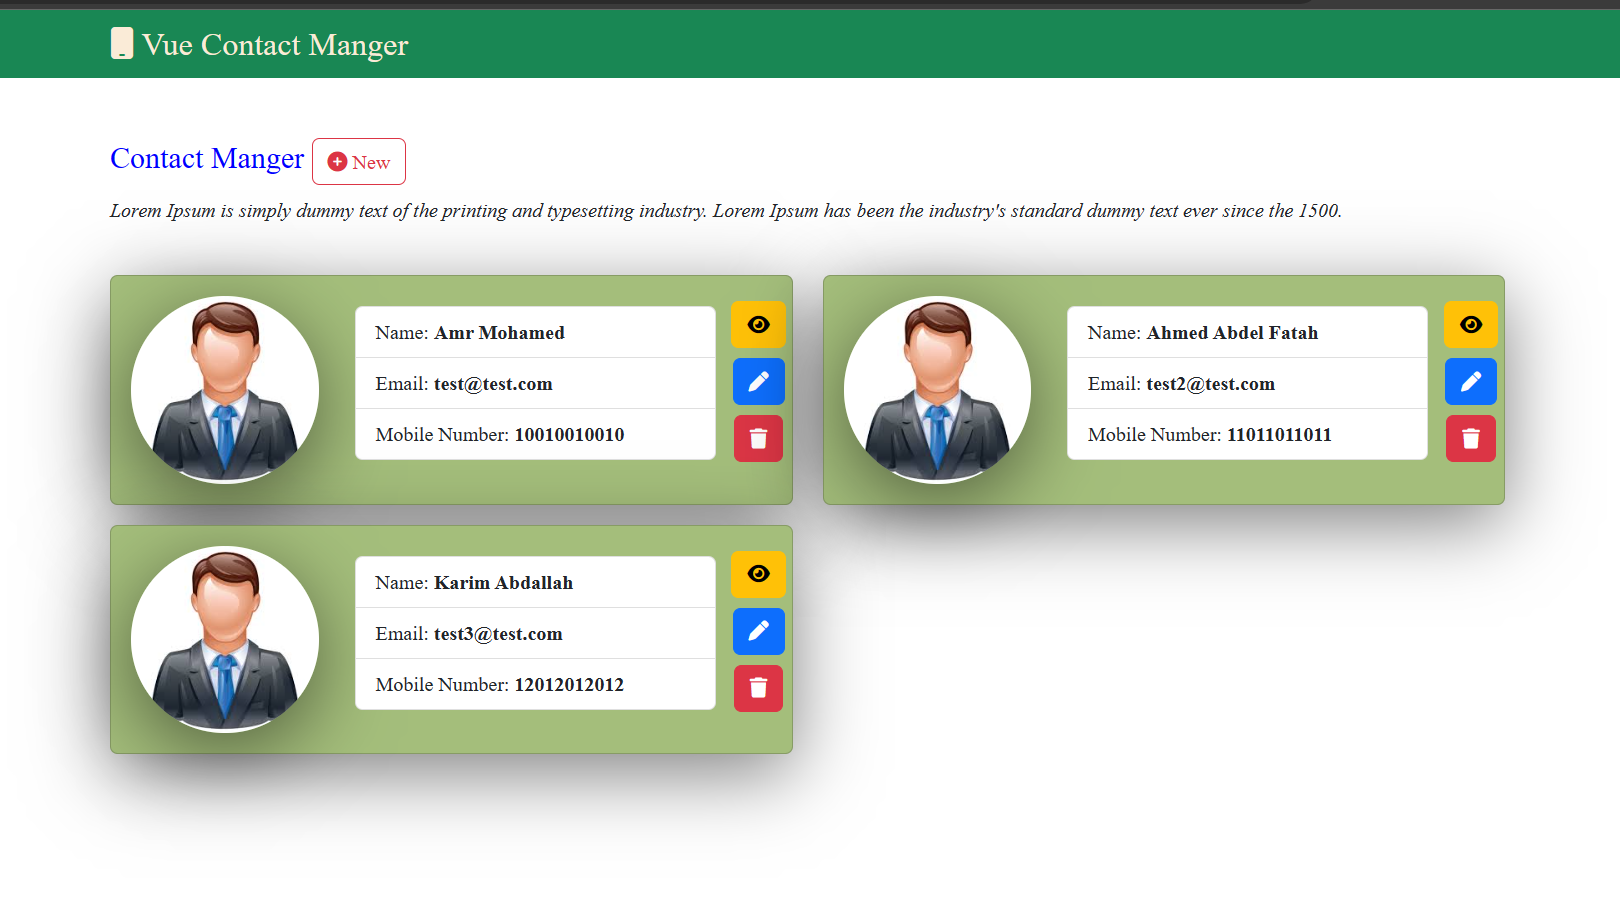 Vue Contact Manger
Contact Manger
New
Lorem Ipsum is simply dummy text of the printing and typesetting industry. Lorem Ipsum has been the industry's standard dummy text ever since the 1500.
Name: Amr Mohamed
Email: test@test.com
Mobile Number: 10010010010
Name: Ahmed Abdel Fatah
Email: test2@test.com
Mobile Number: 11011011011
Name: Karim Abdallah
Email: test3@test.com
Mobile Number: 12012012012